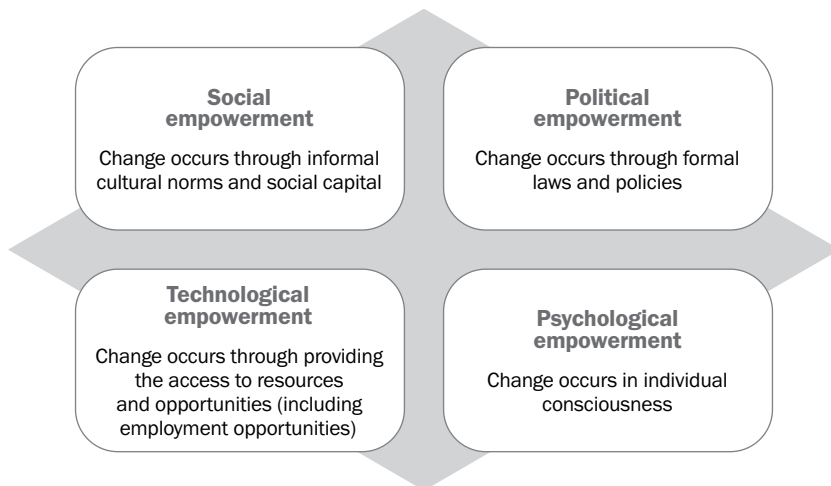 Social
empowerment
Change occurs through informal
cultural norms and social capital
Political
empowerment
Change occurs through formal
laws and policies
Technological
empowerment
Change occurs through providing
the access to resources
and opportunities (including
employment opportunities)
Psychological
empowerment
Change occurs in individual
consciousness